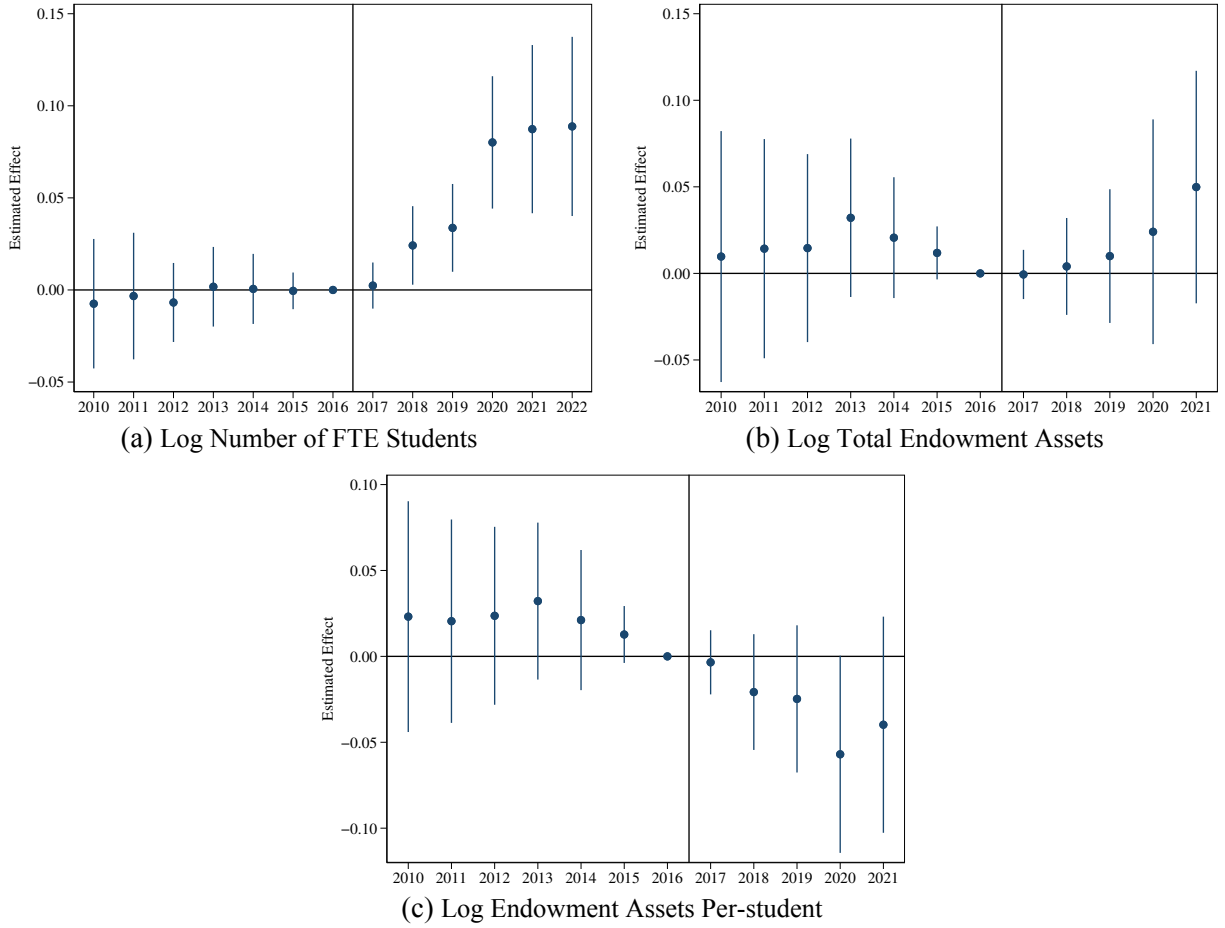 0.15
0.10
0.05
0.00
−0.05
Estimated Effect
2010 2011 2012 2013 2014 2015 2016 2017 2018 2019 2020 2021 2022
(a) Log Number of FTE Students
0.15
0.10
0.05
0.00
−0.05
Estimated Effect
2010 2011 2012 2013 2014 2015 2016 2017 2018 2019 2020 2021
(b) Log Total Endowment Assets
0.10
0.05
0.00
−0.05
−0.10
Estimated Effect
2010 2011 2012 2013 2014 2015 2016 2017 2018 2019 2020 2021
(c) Log Endowment Assets Per-student